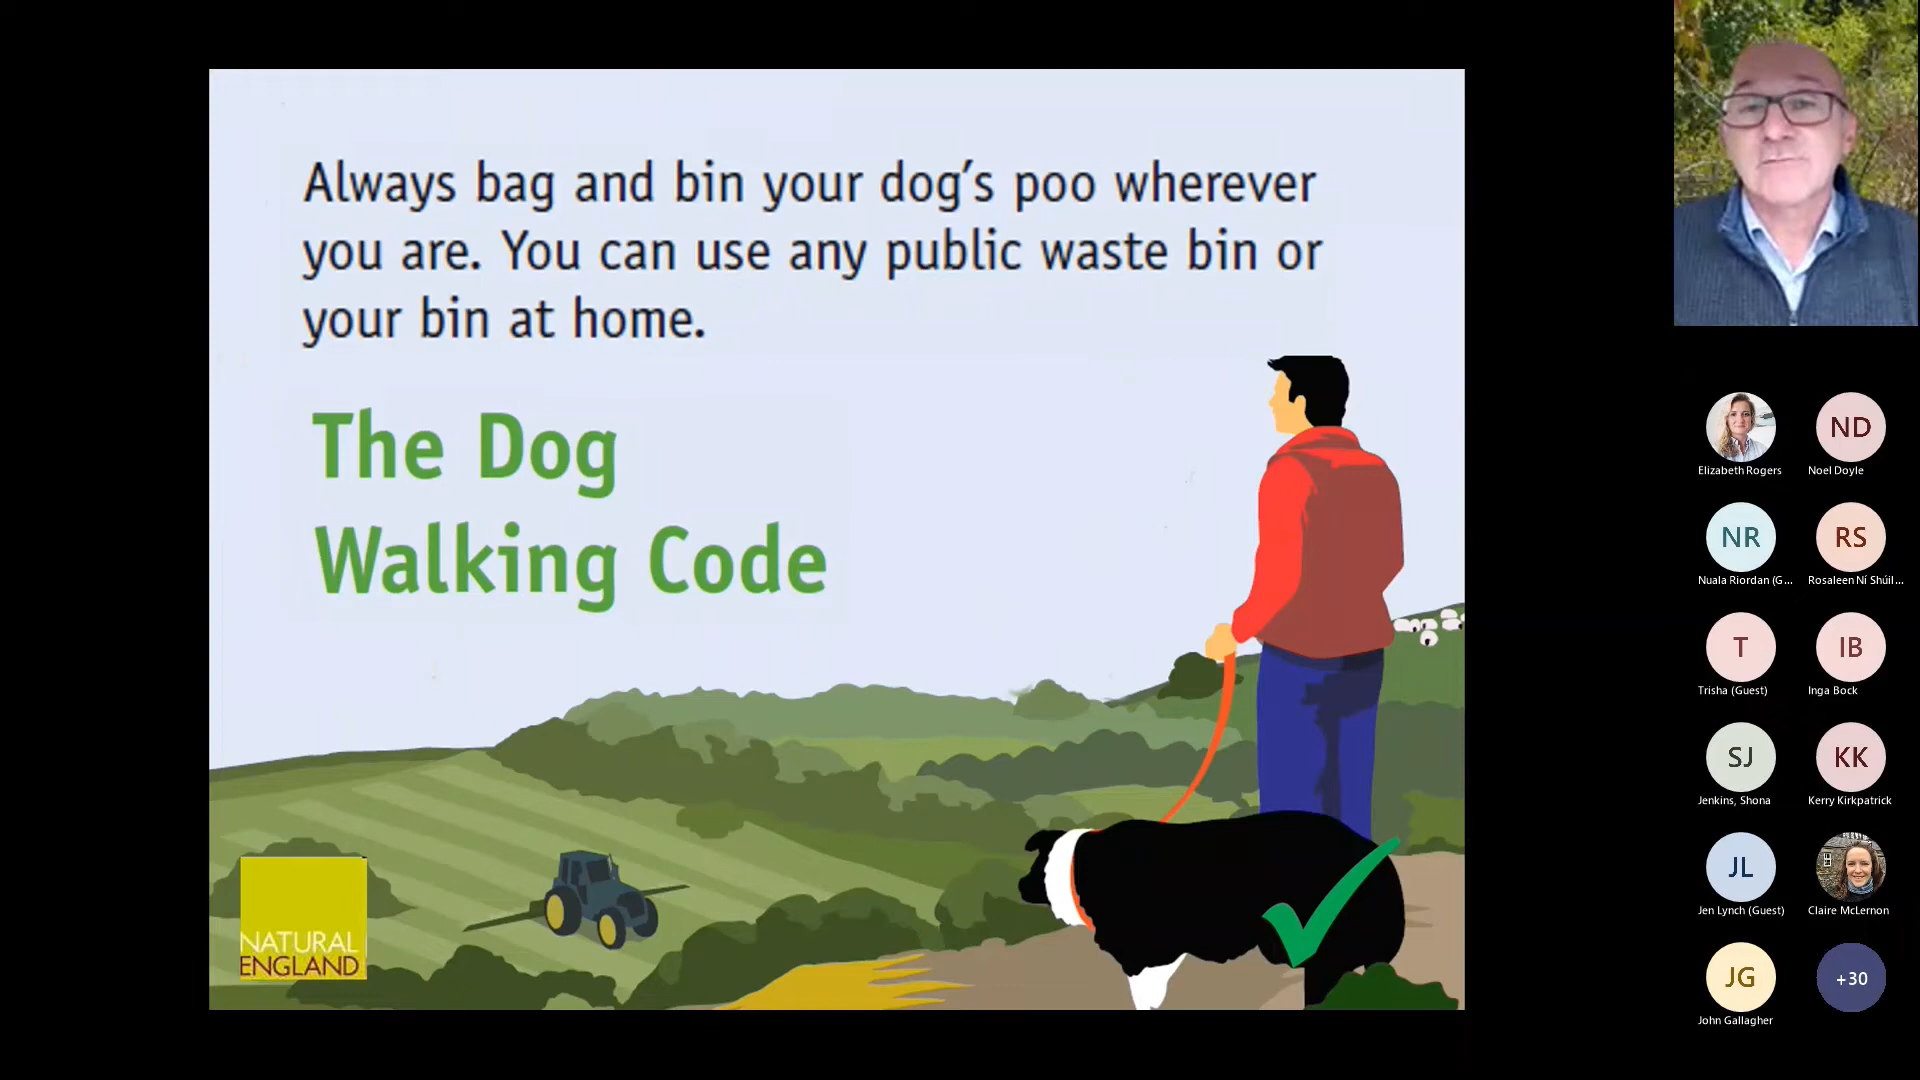 Always bag and bin your dog's poo wherever
you are. You can use any public waste bin or
your bin at home.
The Dog
Walking Code
NATURAL
ENGLAND
Elizabeth Rogers
ND
Noel Doyle
NR
Nuala Riordan (G...
RS
Rosaleen Ní Shúil...
T
Trisha (Guest)
IB
Inga Bock
SJ
Jenkins, Shona
KK
Kerry Kirkpatrick
JL
Jen Lynch (Guest)
Claire McLernon
JG
John Gallagher
+30